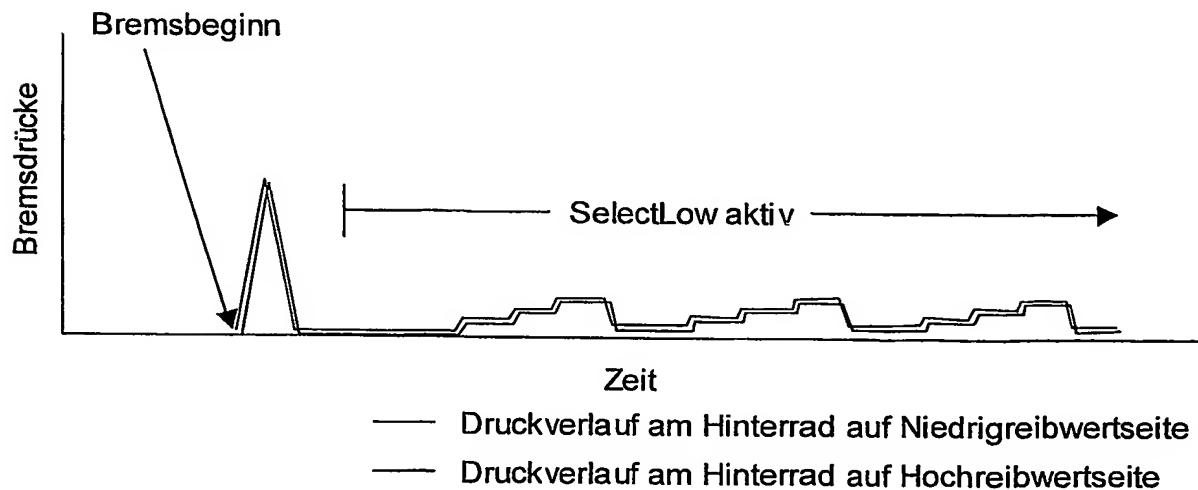 Bremsbeginn
Bremsdrücke
SelectLow aktiv
Zeit
Druckverlauf am Hinterrad auf Niedrigreibwertseite
Druckverlauf am Hinterrad auf Hochreibwertseite